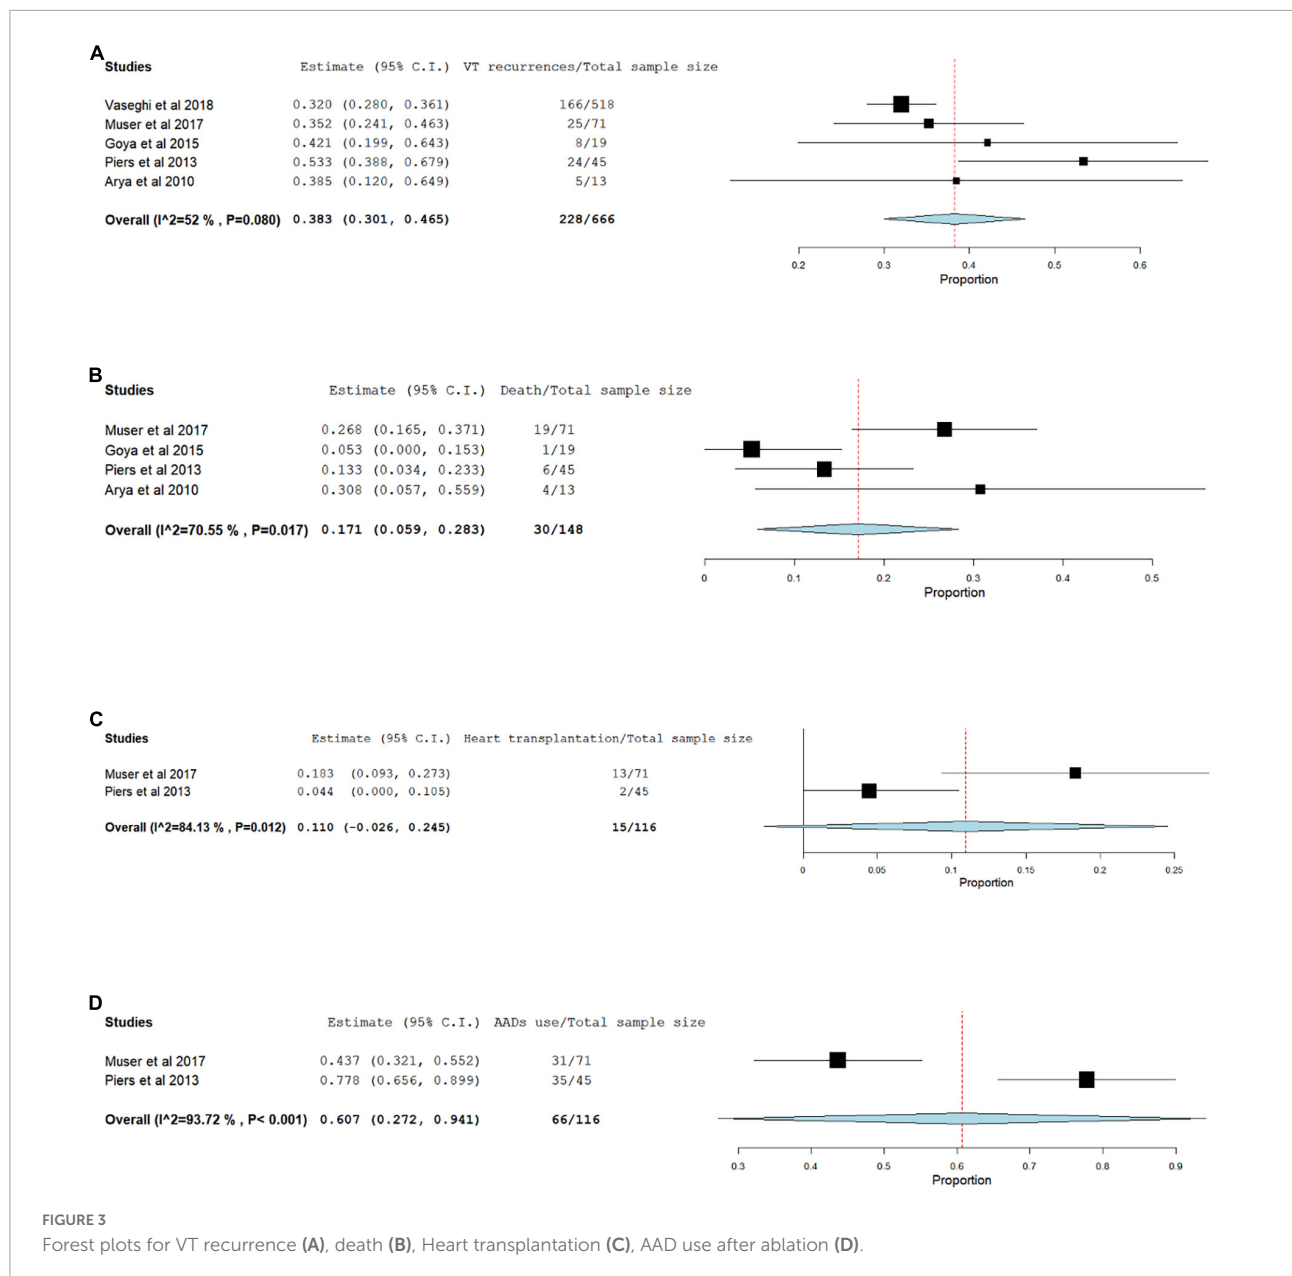 A
Studies Estimate (95% C.I.) VT recurrences/Total sample size
Vaseghi et al 2018 0.320 (0.280, 0.361) 166/518
Muser et al 2017 0.352 (0.241, 0.463) 25/71
Goya et al 2015 0.421 (0.199, 0.643) 8/19
Piers et al 2013 0.533 (0.388, 0.679) 24/45
Arya et al 2010 0.385 (0.120, 0.649) 5/13
Overall (I^2=52 % , P=0.080) 0.383 (0.301, 0.465) 228/666
0.2 0.3 0.4 0.5 0.6
Proportion
B
Studies Estimate (95% C.I.) Death/Total sample size
Muser et al 2017 0.268 (0.165, 0.371) 19/71
Goya et al 2015 0.053 (0.000, 0.153) 1/19
Piers et al 2013 0.133 (0.034, 0.233) 6/45
Arya et al 2010 0.308 (0.057, 0.559) 4/13
Overall (I^2=70.55 % , P=0.017) 0.171 (0.059, 0.283) 30/148
0 0.1 0.2 0.3 0.4 0.5
Proportion
C
Studies Estimate (95% C.I.) Heart transplantation/Total sample size
Muser et al 2017 0.183 (0.093, 0.273) 13/71
Piers et al 2013 0.044 (0.000, 0.105) 2/45
Overall (I^2=84.13 % , P=0.012) 0.110 (-0.026, 0.245) 15/116
0 0.05 0.1 0.15 0.2 0.25
Proportion
D
Studies Estimate (95% C.I.) AADs use/Total sample size
Muser et al 2017 0.437 (0.321, 0.552) 31/71
Piers et al 2013 0.778 (0.656, 0.899) 35/45
Overall (I^2=93.72 % , P< 0.001) 0.607 (0.272, 0.941) 66/116
0.3 0.4 0.5 0.6 0.7 0.8 0.9
Proportion
FIGURE 3
Forest plots for VT recurrence (A), death (B), Heart transplantation (C), AAD use after ablation (D).